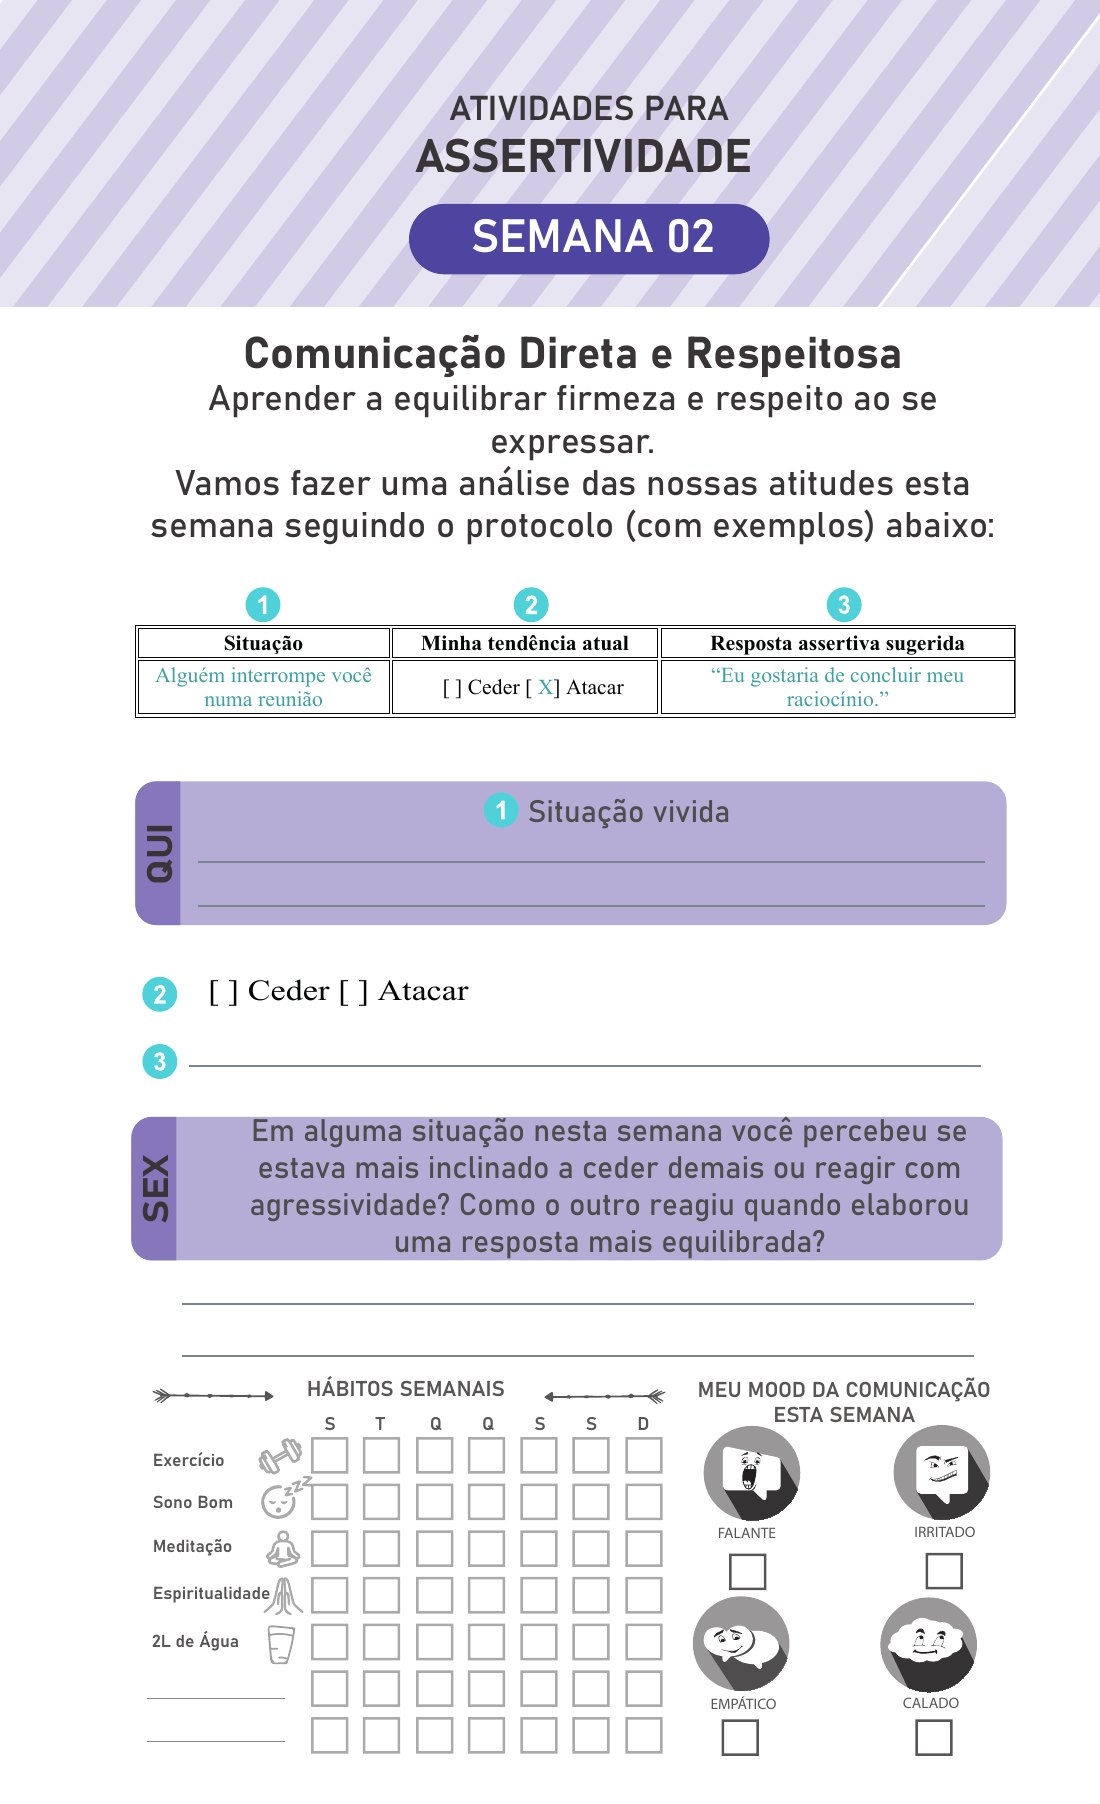 ATIVIDADES PARA
ASSERTIVIDADE
SEMANA 02
Comunicação Direta e Respeitosa
Aprender a equilibrar firmeza e respeito ao se
expressar.
Vamos fazer uma análise das nossas atitudes esta
semana seguindo o protocolo (com exemplos) abaixo:
1 2 3
Situação Minha tendência atual Resposta assertiva sugerida
Alguém interrompe você
numa reunião
[ ] Ceder [ X] Atacar
“Eu gostaria de concluir meu
raciocínio.”
QUI
1 Situação vivida
2 [ ] Ceder [ ] Atacar
3
SEX
Em alguma situação nesta semana você percebeu se
estava mais inclinado a ceder demais ou reagir com
agressividade? Como o outro reagiu quando elaborou
uma resposta mais equilibrada?
HÁBITOS SEMANAIS
S T Q Q S S D
Exercício
Sono Bom
zzz
Meditação
Espiritualidade
2L de Água
MEU MOOD DA COMUNICAÇÃO
ESTA SEMANA
FALANTE IRRITADO
EMPÁTICO CALADO